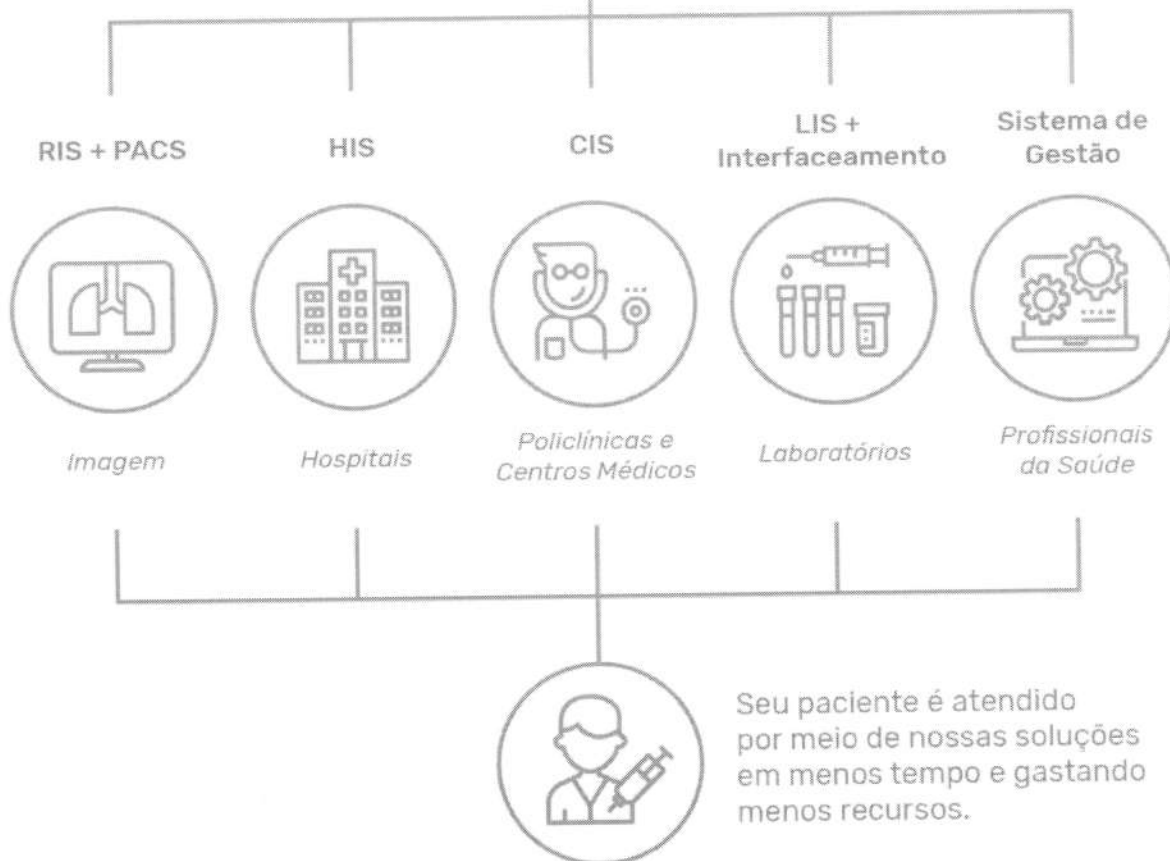 RIS + PACS
HIS
CIS
LIS +
Interfaceamento
Sistema de
Gestão
Imagem
Hospitais
Policlínicas e
Centros Médicos
Laboratórios
Profissionais
da Saúde
Seu paciente é atendido
por meio de nossas soluções
em menos tempo e gastando
menos recursos.